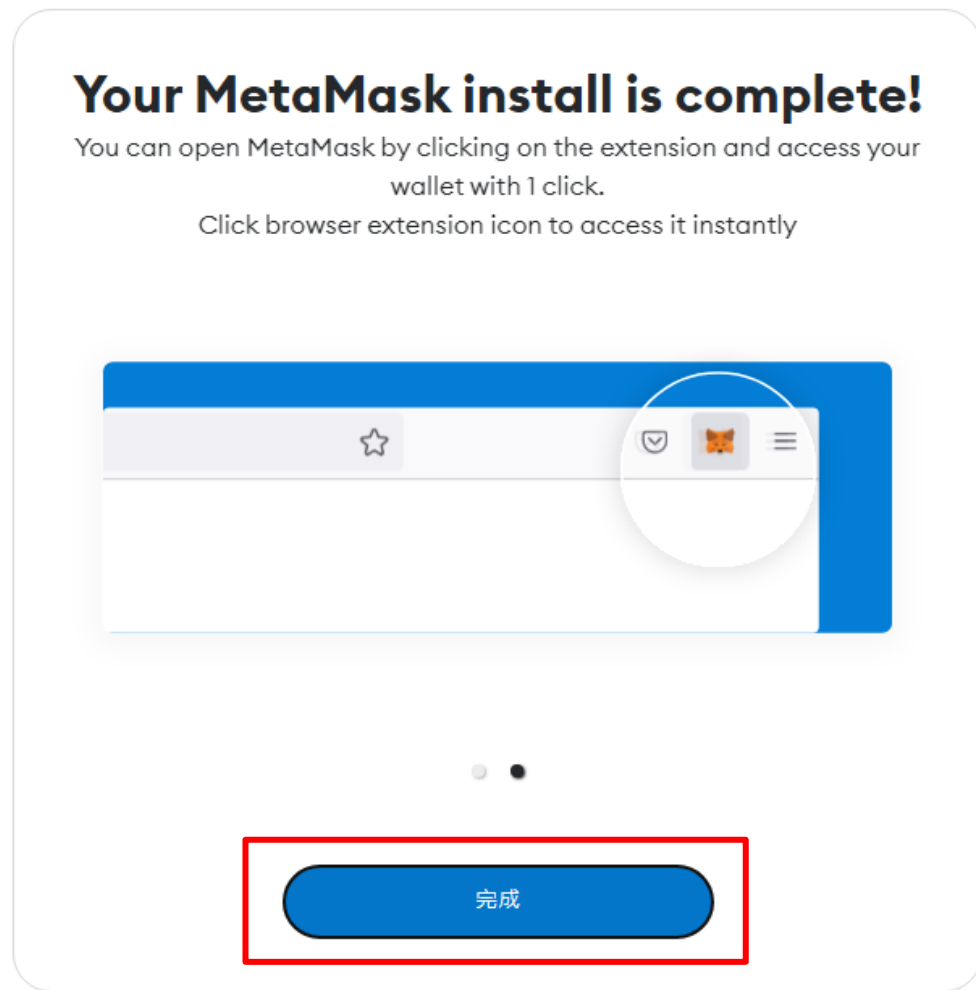 Your MetaMask install is complete!
You can open MetaMask by clicking on the extension and access your
wallet with 1 click.
Click browser extension icon to access it instantly
完成